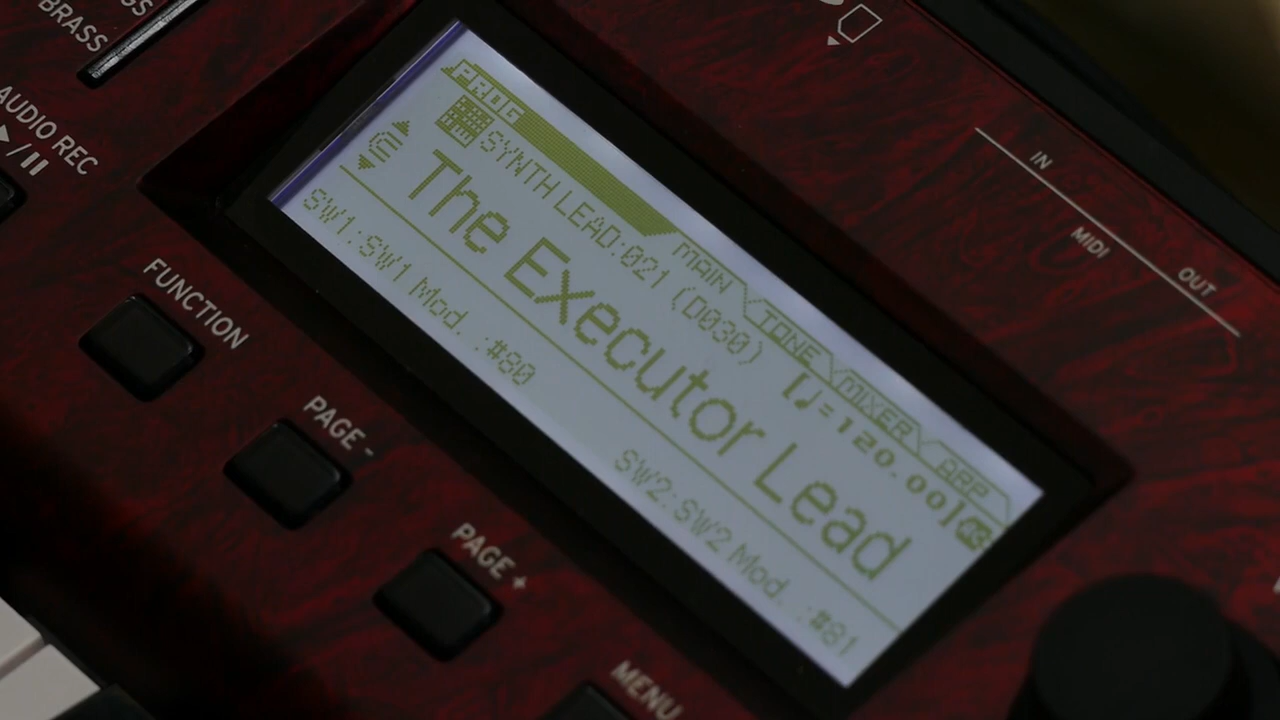 BRASS
AUDIO REC
FUNCTION
PAGE -
PAGE +
MENU
PROG MAIN TONE MIXER ARP
SYNTH LEAD:021 (D030) [♩=120.00]
The Executor Lead
SW1:SW1 Mod. :#80
SW2:SW2 Mod. :#81
IN
MIDI
OUT